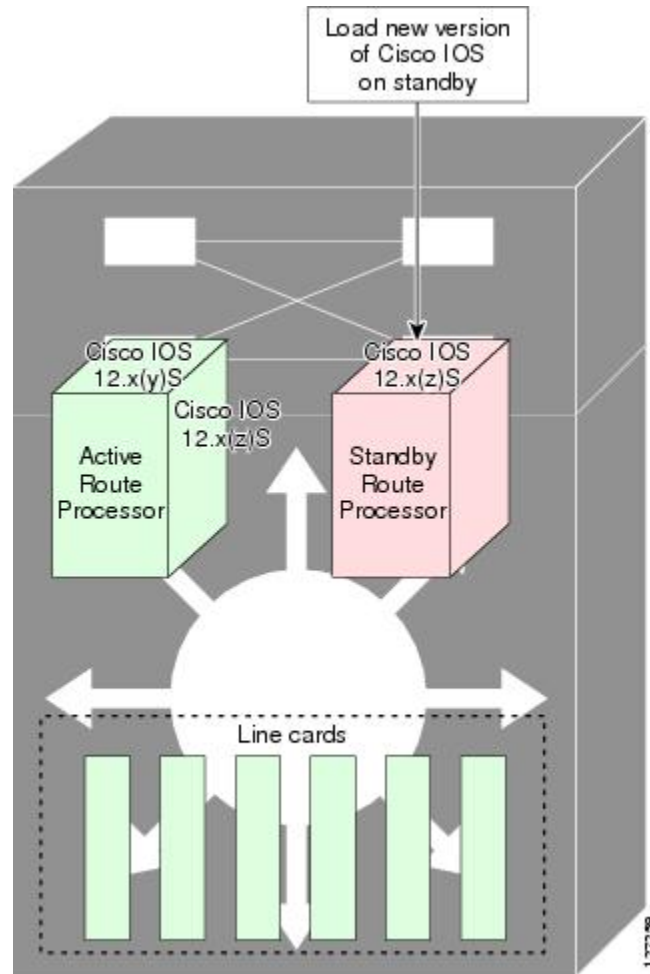 Load new version
of Cisco IOS
on standby
Cisco IOS
12.x(y)S
Cisco IOS
12.x(z)S
Cisco IOS
12.x(z)S
Active
Route
Processor
Standby
Route
Processor
Line cards